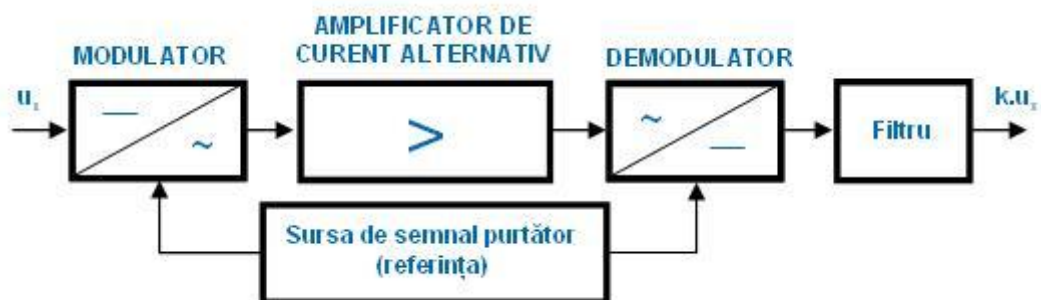 AMPLIFICATOR DE
CURENT ALTERNATIV
MODULATOR
DEMODULATOR
uₓ
—
~
>
~
—
Filtru
k.uₓ
Sursa de semnal purtător
(referința)